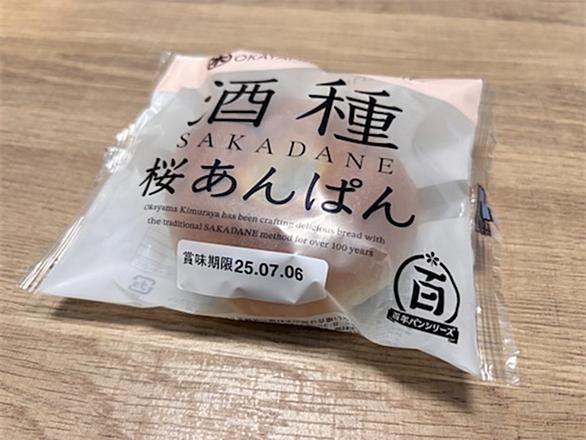 OKAYAMA
酒種
SAKADANE
桜あんぱん
Okayama Kimuraya has been crafting delicious bread with
the traditional SAKADANE method for over 100 years
賞味期限25.07.06
百
百年パンシリーズ